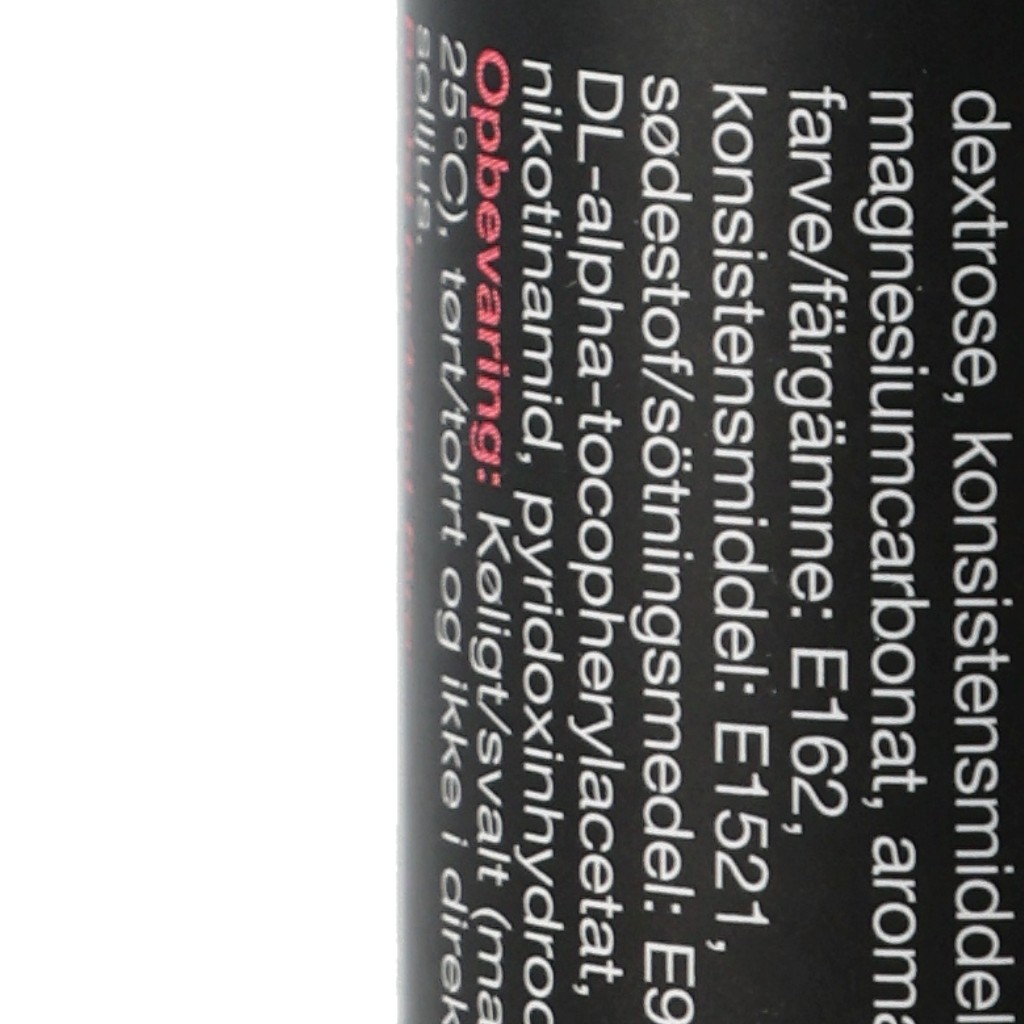 dextrose, konsistensmiddel
magnesiumcarbonat, aroma
farve/färgämne: E162,
konsistensmiddel: E1521,
sødestof/sötningsmedel: E9
DL-alpha-tocopherylacetat,
nikotinamid, pyridoxinhydroc
Opbevaring: Køligt/svalt (ma
25°C), tørt/torrt og ikke i direk
sollius.